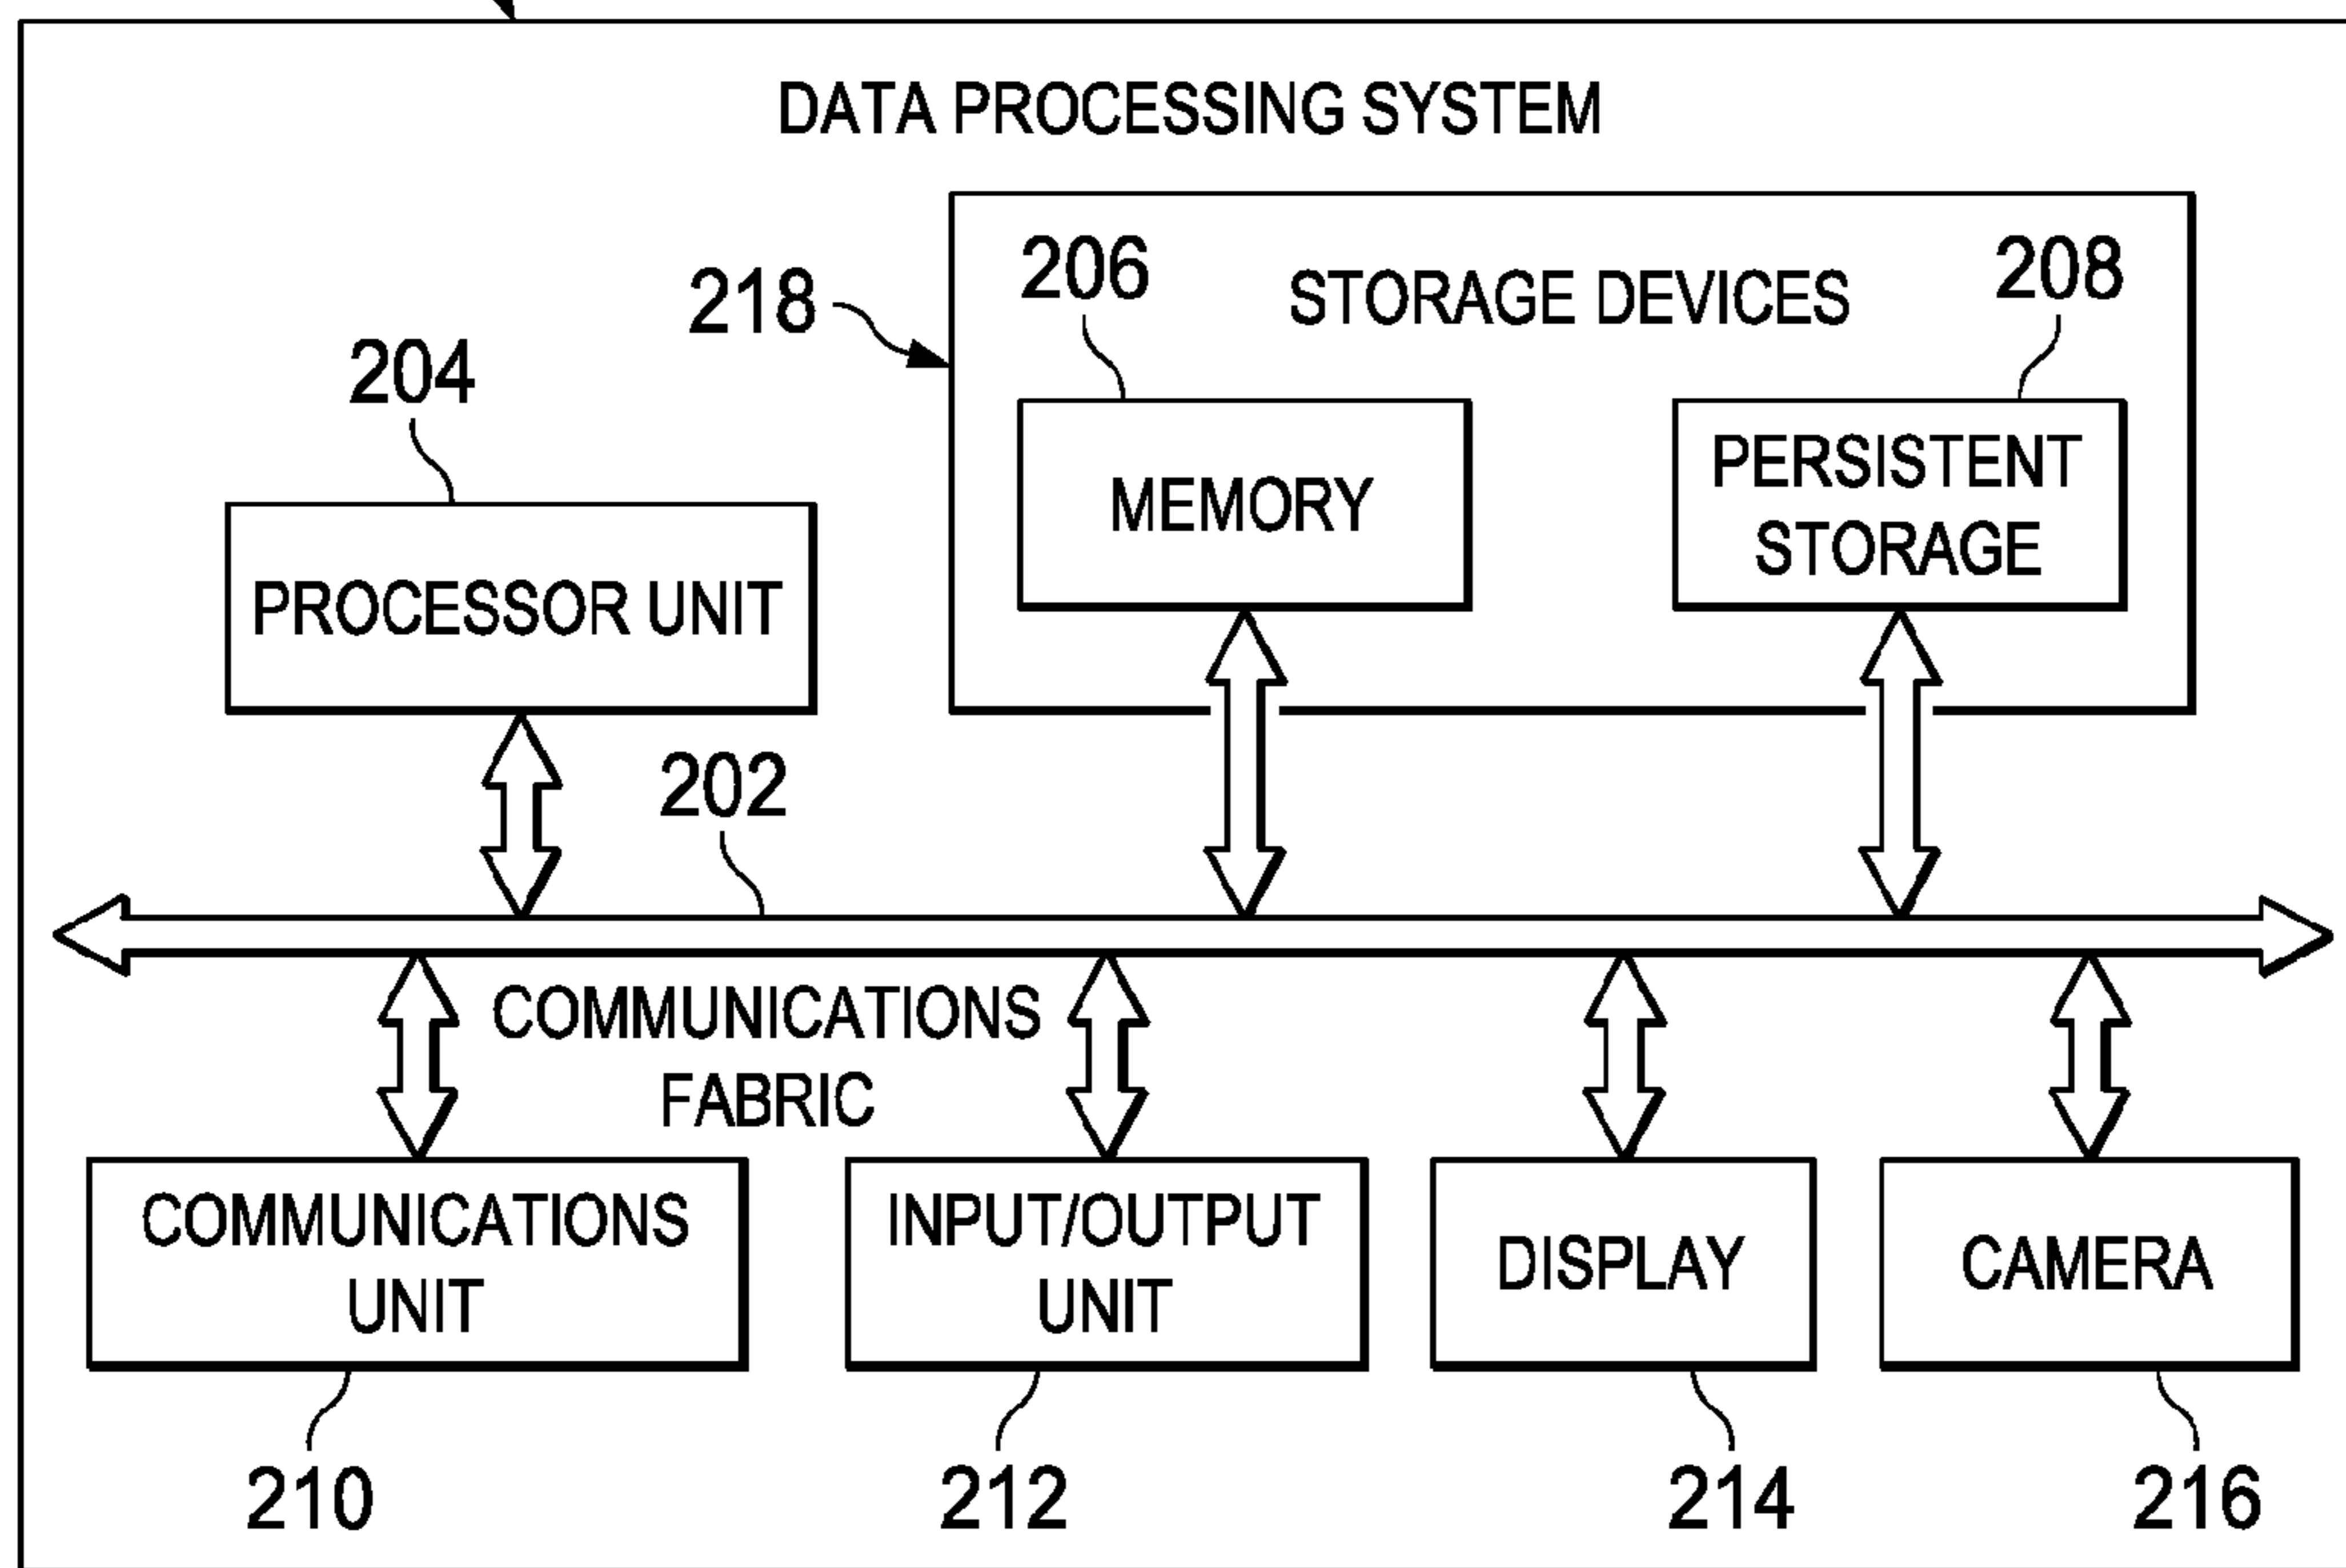 DATA PROCESSING SYSTEM
206
208
218
STORAGE DEVICES
204
MEMORY
PERSISTENT
STORAGE
PROCESSOR UNIT
202
COMMUNICATIONS
FABRIC
COMMUNICATIONS
UNIT
INPUT/OUTPUT
UNIT
DISPLAY
CAMERA
210
212
214
216